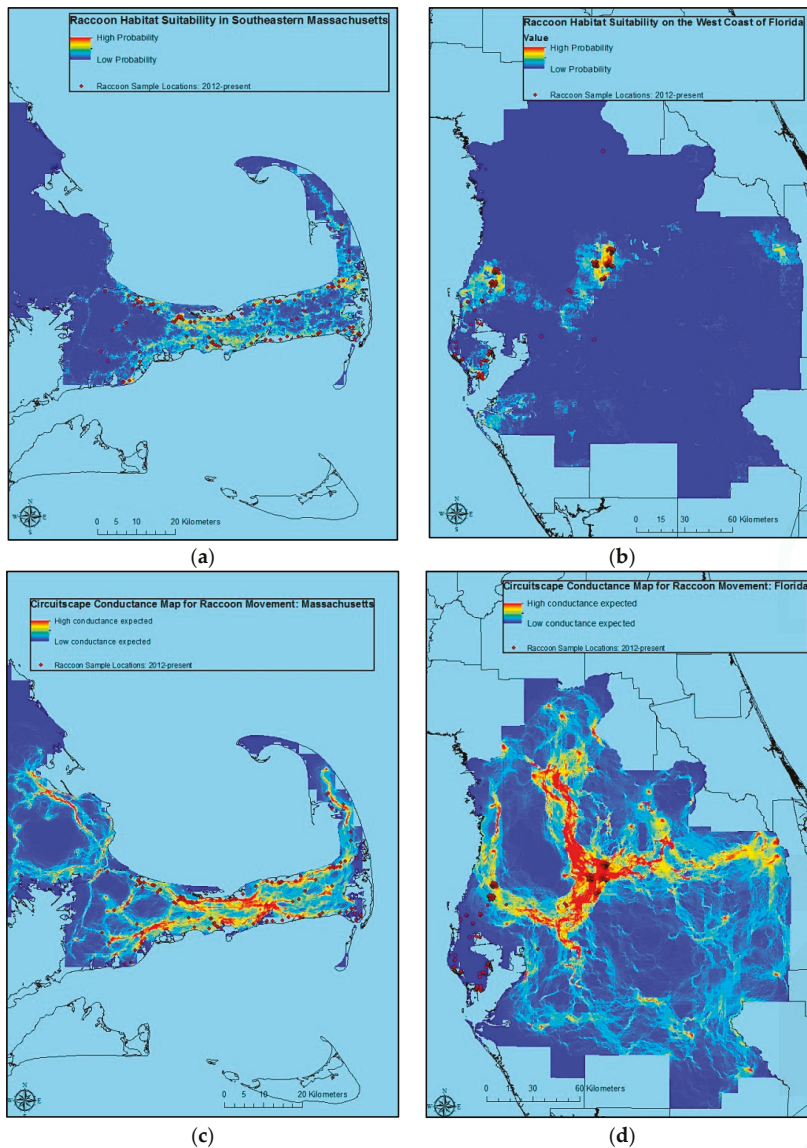 Raccoon Habitat Suitability in Southeastern Massachusetts
High Probability
Low Probability
Raccoon Sample Locations: 2012-present
N
W
E
S
0 5 10 20 Kilometers
(a)
Raccoon Habitat Suitability on the West Coast of Florida
Value
High Probability
Low Probability
Raccoon Sample Locations: 2012-present
N
W
E
S
0 15 30 60 Kilometers
(b)
Circuitscape Conductance Map for Raccoon Movement: Massachusetts
High conductance expected
Low conductance expected
Raccoon Sample Locations: 2012-present
N
W
E
S
0 5 10 20 Kilometers
(c)
Circuitscape Conductance Map for Raccoon Movement: Florida
High conductance expected
Low conductance expected
Raccoon Sample Locations: 2012-present
N
W
E
S
0 15 30 60 Kilometers
(d)